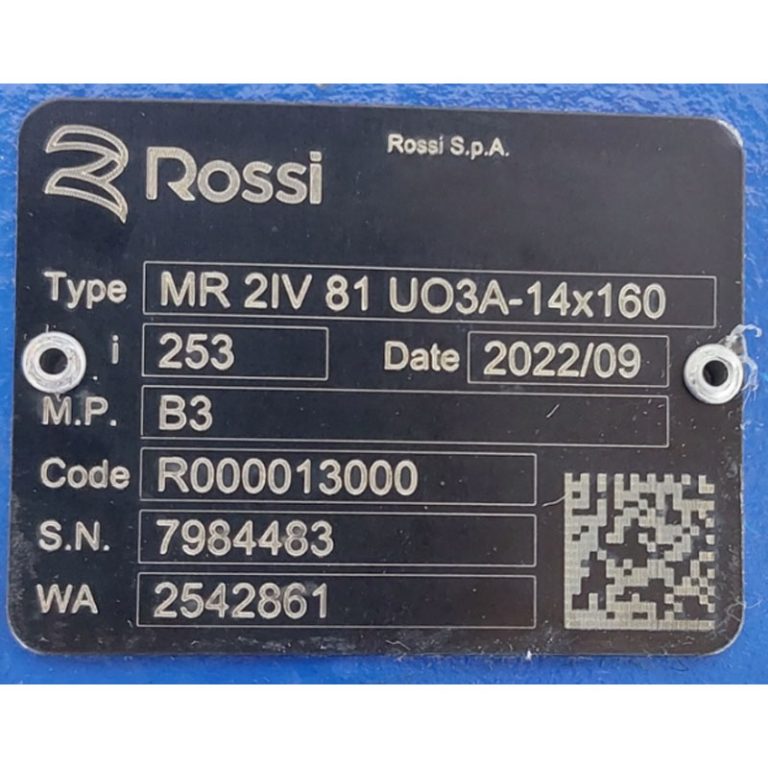 Rossi
Rossi S.p.A.
Type MR 2IV 81 UO3A-14x160
i 253 Date 2022/09
M.P. B3
Code R000013000
S.N. 7984483
WA 2542861